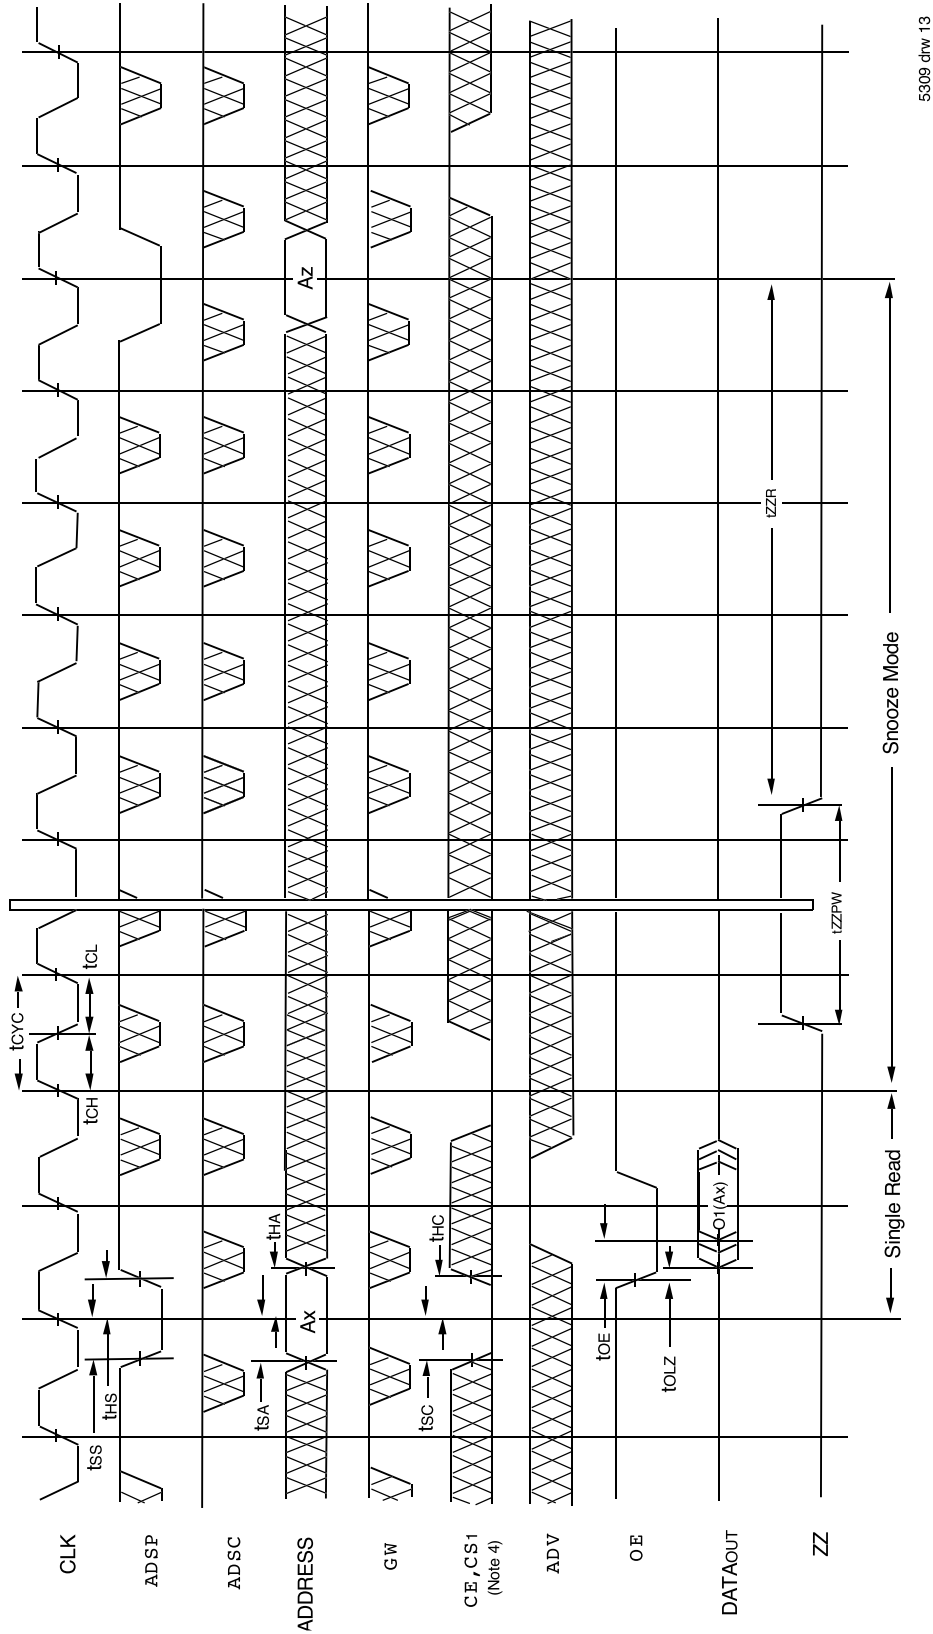 CLK
ADSP
ADSC
ADDRESS
GW
CE,CS1
(Note 4)
ADV
OE
DATAOUT
ZZ
tCYC
tCH
tCL
tSS
tHS
tSA
tHA
Ax
Az
tSC
tHC
tOE
tOLZ
O1(Ax)
tZZPW
tZZR
Single Read
Snooze Mode
5309 drw 13